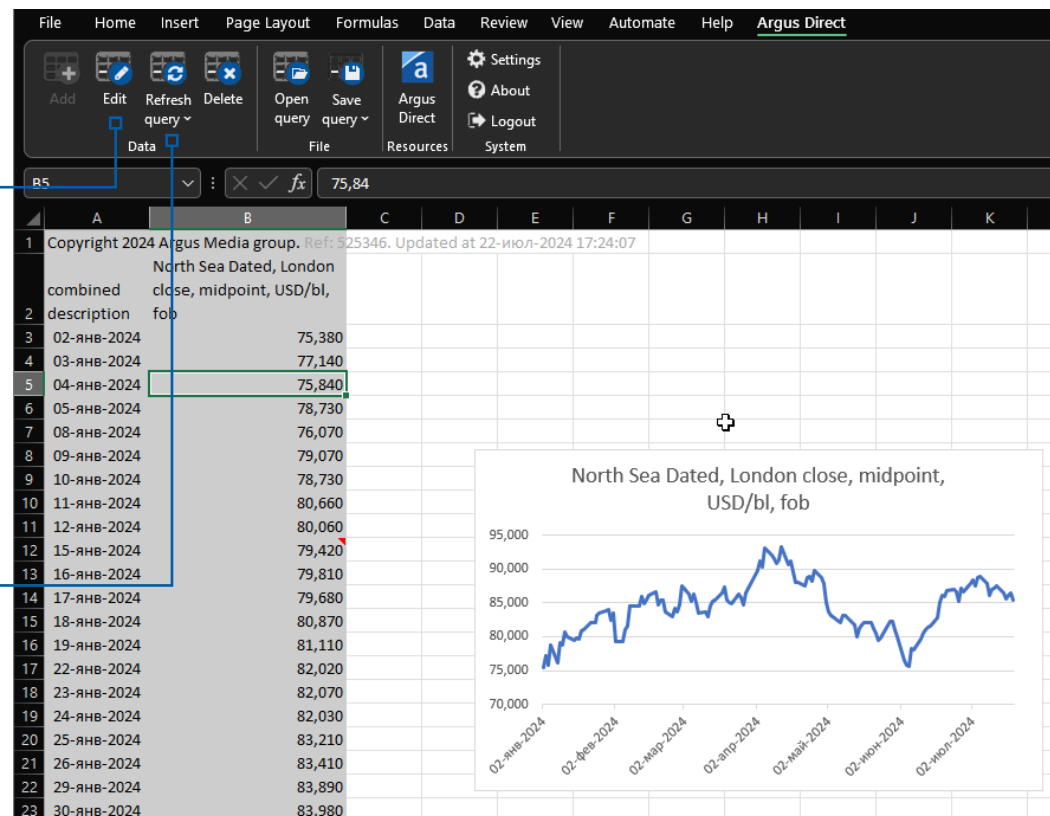 File Home Insert Page Layout Formulas Data Review View Automate Help Argus Direct
Add Edit Refresh query Delete Open query Save query Argus Direct
Settings
About
Logout
Data File Resources System
B5 fx 75,84
A B C D E F G H I J K
1 Copyright 2024 Argus Media group. Ref: 525346. Updated at 22-июл-2024 17:24:07
2 combined description North Sea Dated, London close, midpoint, USD/bl, fob
3 02-янв-2024 75,380
4 03-янв-2024 77,140
5 04-янв-2024 75,840
6 05-янв-2024 78,730
7 08-янв-2024 76,070
8 09-янв-2024 79,070
9 10-янв-2024 78,730
10 11-янв-2024 80,660
11 12-янв-2024 80,060
12 15-янв-2024 79,420
13 16-янв-2024 79,810
14 17-янв-2024 79,680
15 18-янв-2024 80,870
16 19-янв-2024 81,110
17 22-янв-2024 82,020
18 23-янв-2024 82,070
19 24-янв-2024 82,030
20 25-янв-2024 83,210
21 26-янв-2024 83,410
22 29-янв-2024 83,890
23 30-янв-2024 83,980
North Sea Dated, London close, midpoint,
USD/bl, fob
95,000
90,000
85,000
80,000
75,000
70,000
02-янв-2024 02-фев-2024 02-мар-2024 02-апр-2024 02-май-2024 02-июн-2024 02-июл-2024